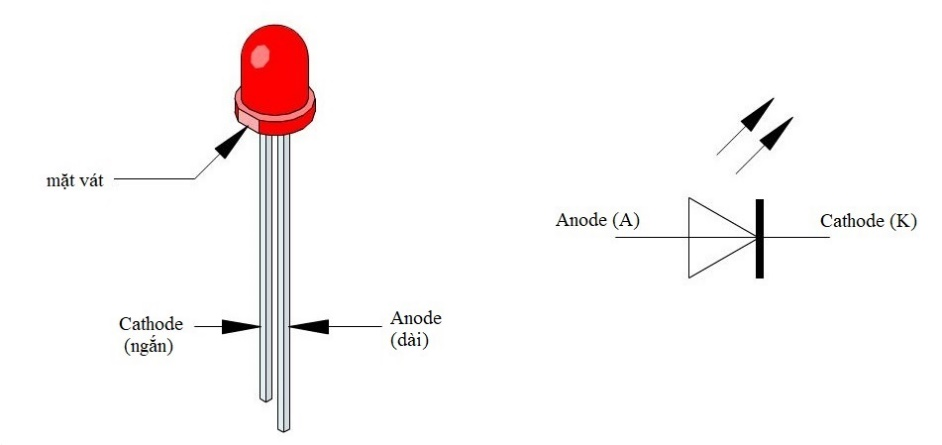 mặt vát
Cathode
(ngắn)
Anode
(dài)
Anode (A)
Cathode (K)